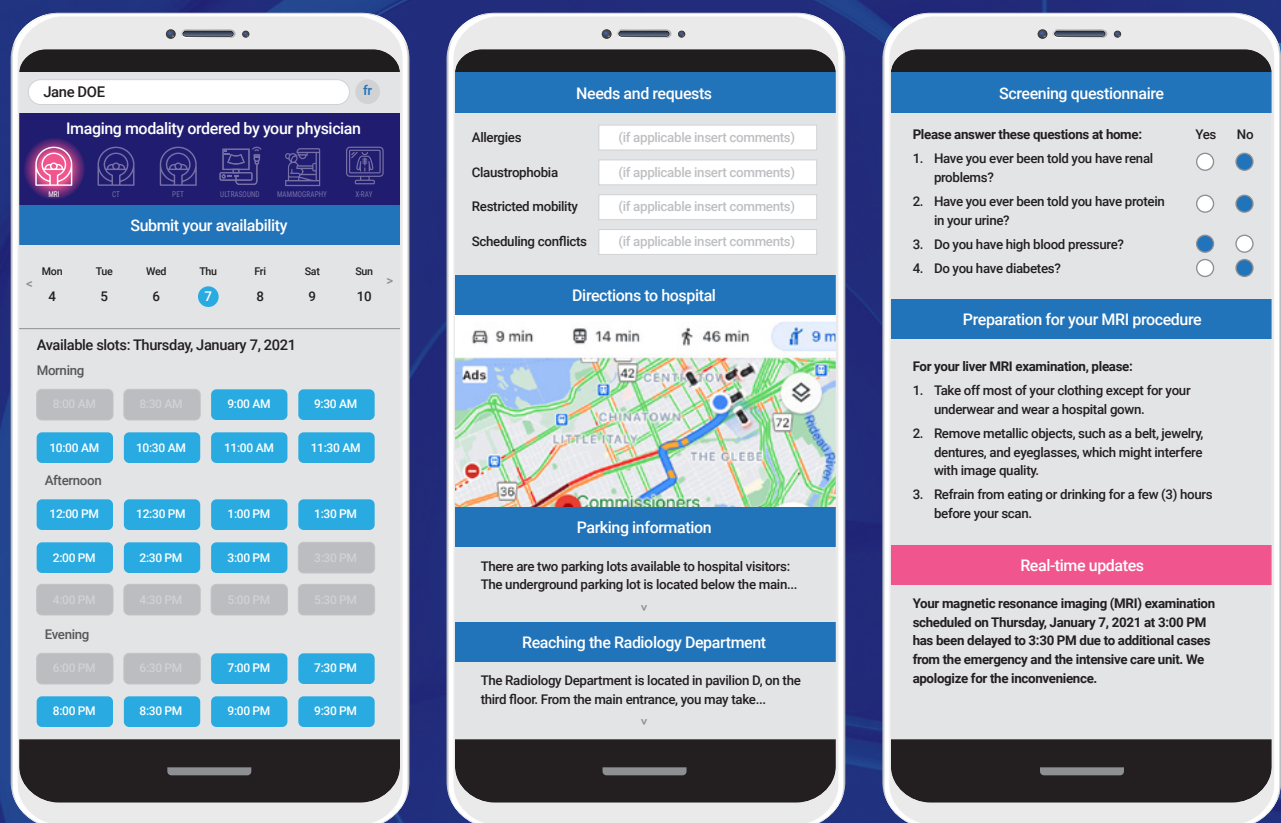 Jane DOE
fr
Imaging modality ordered by your physician
MRI CT PET ULTRASOUND MAMMOGRAPHY X-RAY
Submit your availability
Mon Tue Wed Thu Fri Sat Sun
< 4 5 6 7 8 9 10 >
Available slots: Thursday, January 7, 2021
Morning
8:00 AM 8:30 AM 9:00 AM 9:30 AM
10:00 AM 10:30 AM 11:00 AM 11:30 AM
Afternoon
12:00 PM 12:30 PM 1:00 PM 1:30 PM
2:00 PM 2:30 PM 3:00 PM 3:30 PM
4:00 PM 4:30 PM 5:00 PM 5:30 PM
Evening
6:00 PM 6:30 PM 7:00 PM 7:30 PM
8:00 PM 8:30 PM 9:00 PM 9:30 PM
Needs and requests
Allergies (if applicable insert comments)
Claustrophobia (if applicable insert comments)
Restricted mobility (if applicable insert comments)
Scheduling conflicts (if applicable insert comments)
Directions to hospital
9 min 14 min 46 min 9 m
Ads
42
CENTRETOWN
CHINATOWN
72
LITTLE ITALY
THE GLEBE
Rideau River
36
Commissioners
Parking information
There are two parking lots available to hospital visitors:
The underground parking lot is located below the main...
v
Reaching the Radiology Department
The Radiology Department is located in pavilion D, on the
third floor. From the main entrance, you may take...
v
Screening questionnaire
Please answer these questions at home: Yes No
1. Have you ever been told you have renal
problems?
2. Have you ever been told you have protein
in your urine?
3. Do you have high blood pressure?
4. Do you have diabetes?
Preparation for your MRI procedure
For your liver MRI examination, please:
1. Take off most of your clothing except for your
underwear and wear a hospital gown.
2. Remove metallic objects, such as a belt, jewelry,
dentures, and eyeglasses, which might interfere
with image quality.
3. Refrain from eating or drinking for a few (3) hours
before your scan.
Real-time updates
Your magnetic resonance imaging (MRI) examination
scheduled on Thursday, January 7, 2021 at 3:00 PM
has been delayed to 3:30 PM due to additional cases
from the emergency and the intensive care unit. We
apologize for the inconvenience.